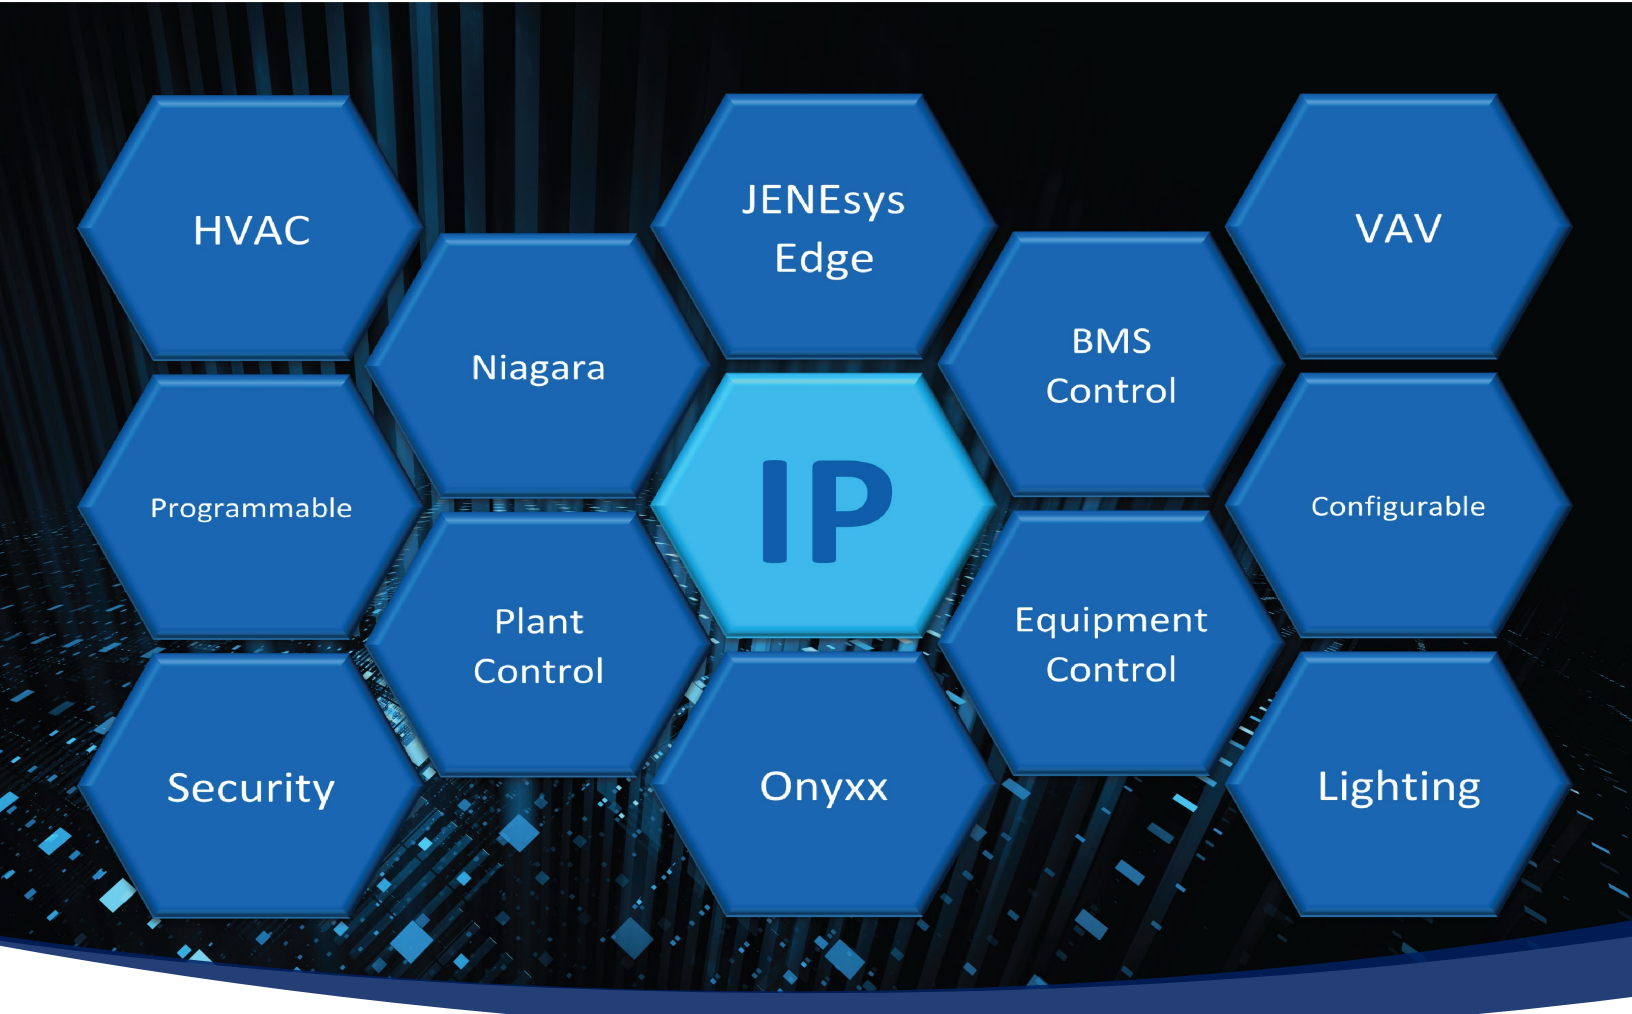 HVAC
JENEsys
Edge
VAV
Niagara
BMS
Control
Programmable
IP
Configurable
Plant
Control
Equipment
Control
Security
Onyxx
Lighting